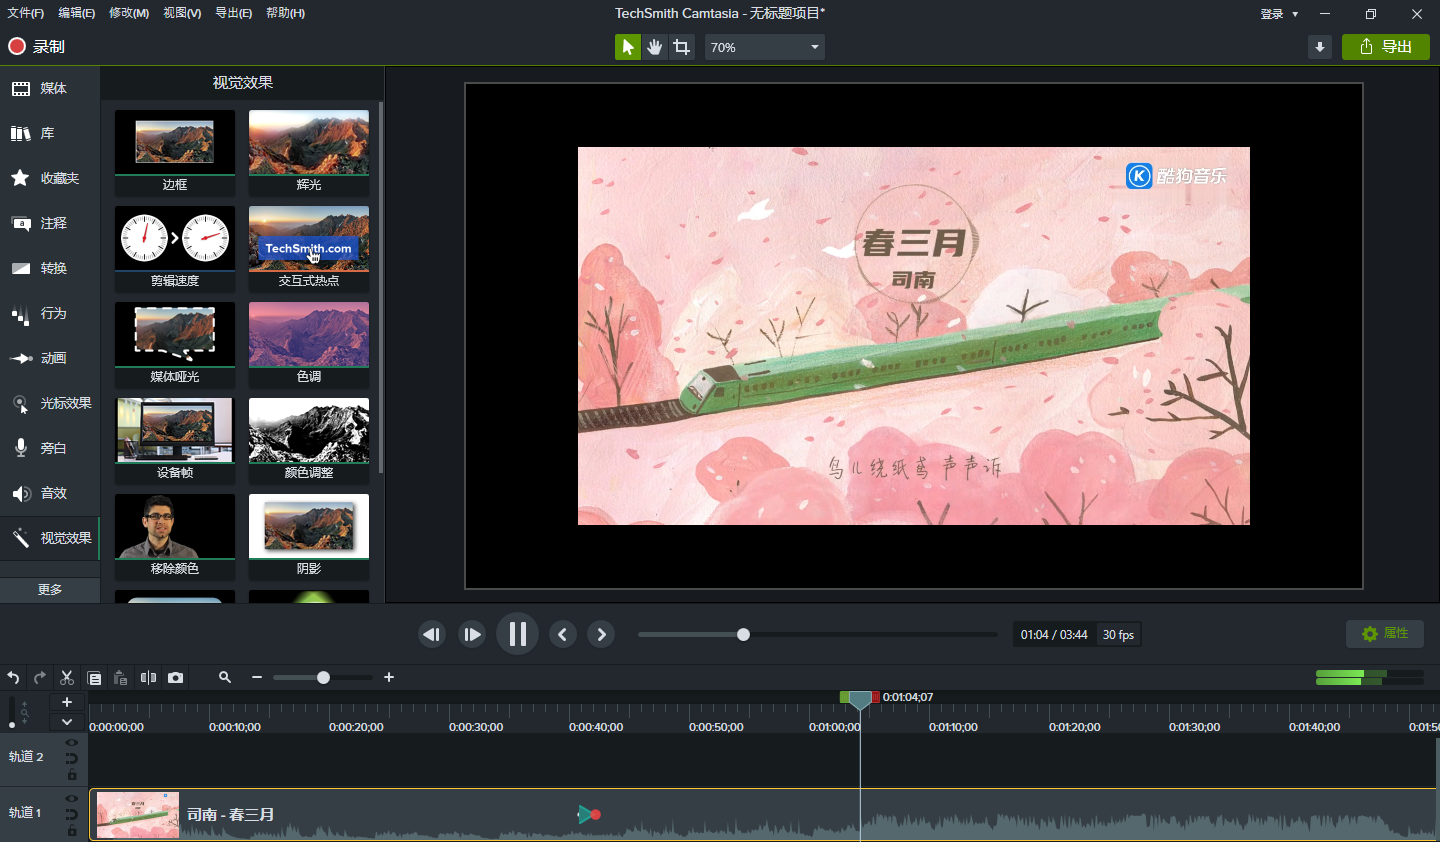 文件(F) 编辑(E) 修改(M) 视图(V) 导出(E) 帮助(H)
TechSmith Camtasia - 无标题项目*
登录
录制
70%
导出
媒体
库
收藏夹
注释
转换
行为
动画
光标效果
旁白
音效
视觉效果
更多
视觉效果
边框
辉光
剪辑速度
TechSmith.com
交互式热点
媒体哑光
色调
设备帧
颜色调整
移除颜色
阴影
酷狗音乐
春三月
司南
鸟儿绕纸鸢 声声诉
01:04 / 03:44
30 fps
属性
0:01:04;07
0:00:00;00 0:00:10;00 0:00:20;00 0:00:30;00 0:00:40;00 0:00:50;00 0:01:00;00 0:01:10;00 0:01:20;00 0:01:30;00 0:01:40;00 0:01:50
轨道 2
轨道 1
司南 - 春三月